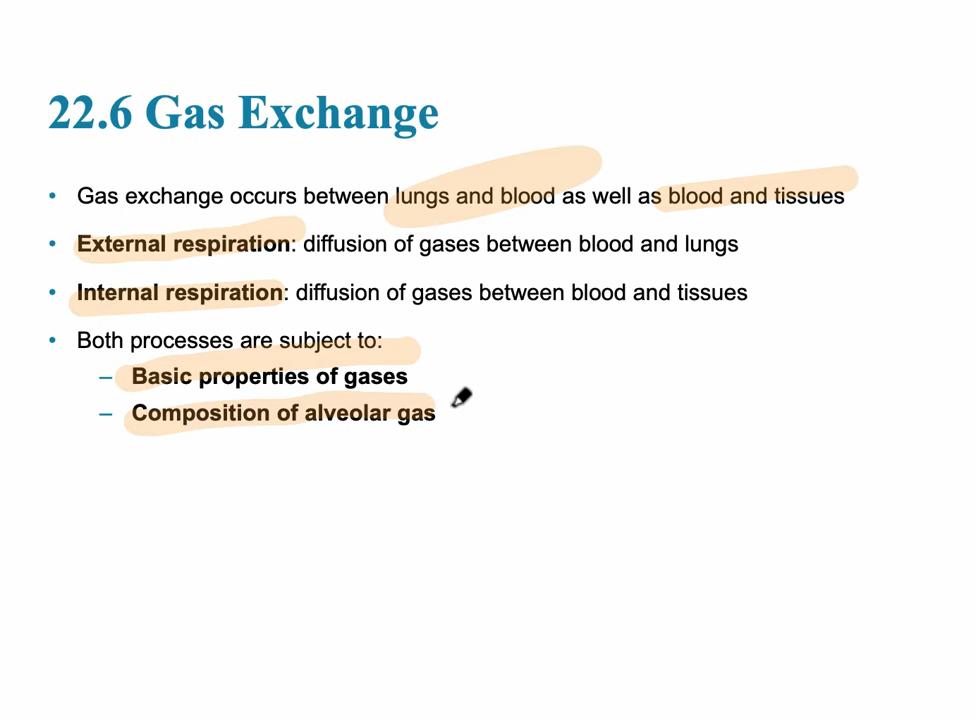 22.6 Gas Exchange
• Gas exchange occurs between lungs and blood as well as blood and tissues
• External respiration: diffusion of gases between blood and lungs
• Internal respiration: diffusion of gases between blood and tissues
• Both processes are subject to:
– Basic properties of gases
– Composition of alveolar gas